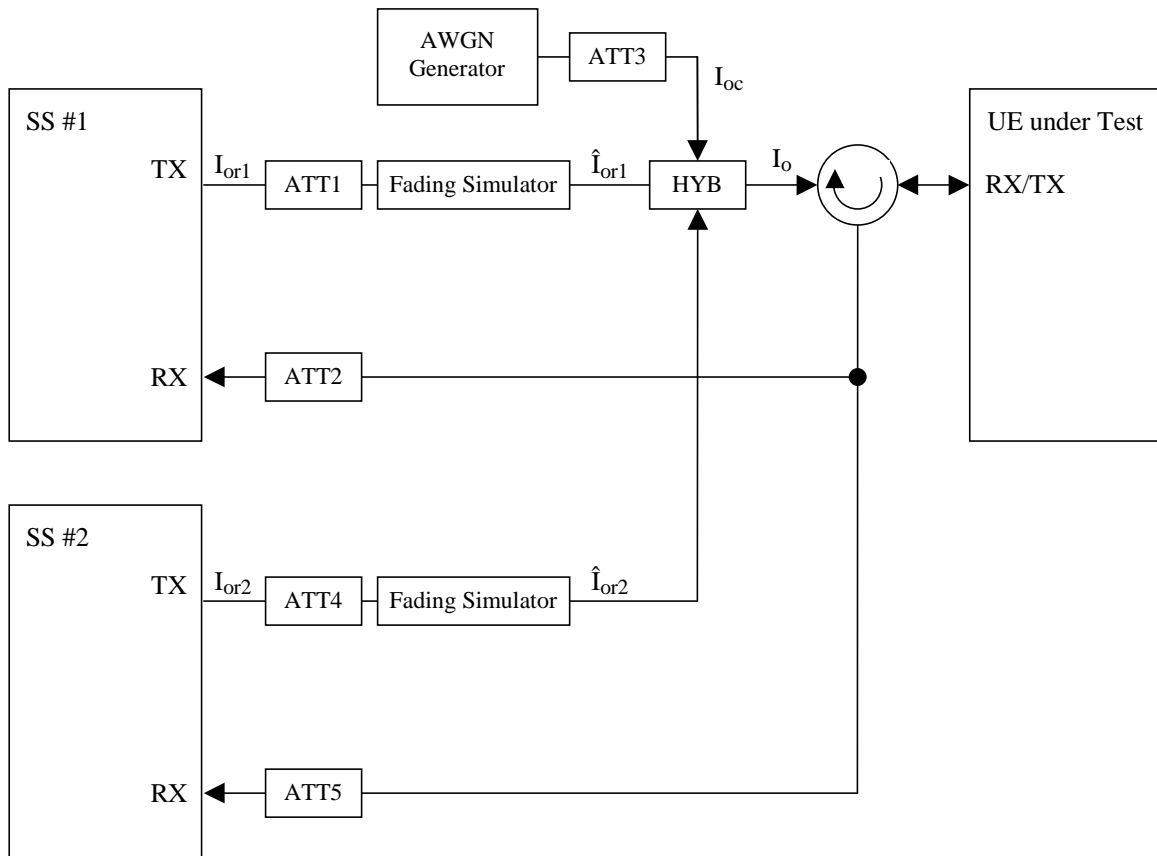 AWGN
Generator
ATT3
I_oc
SS #1
UE under Test
TX
I_or1
ATT1
Fading Simulator
Î_or1
HYB
I_o
RX/TX
RX
ATT2
SS #2
TX
I_or2
ATT4
Fading Simulator
Î_or2
RX
ATT5